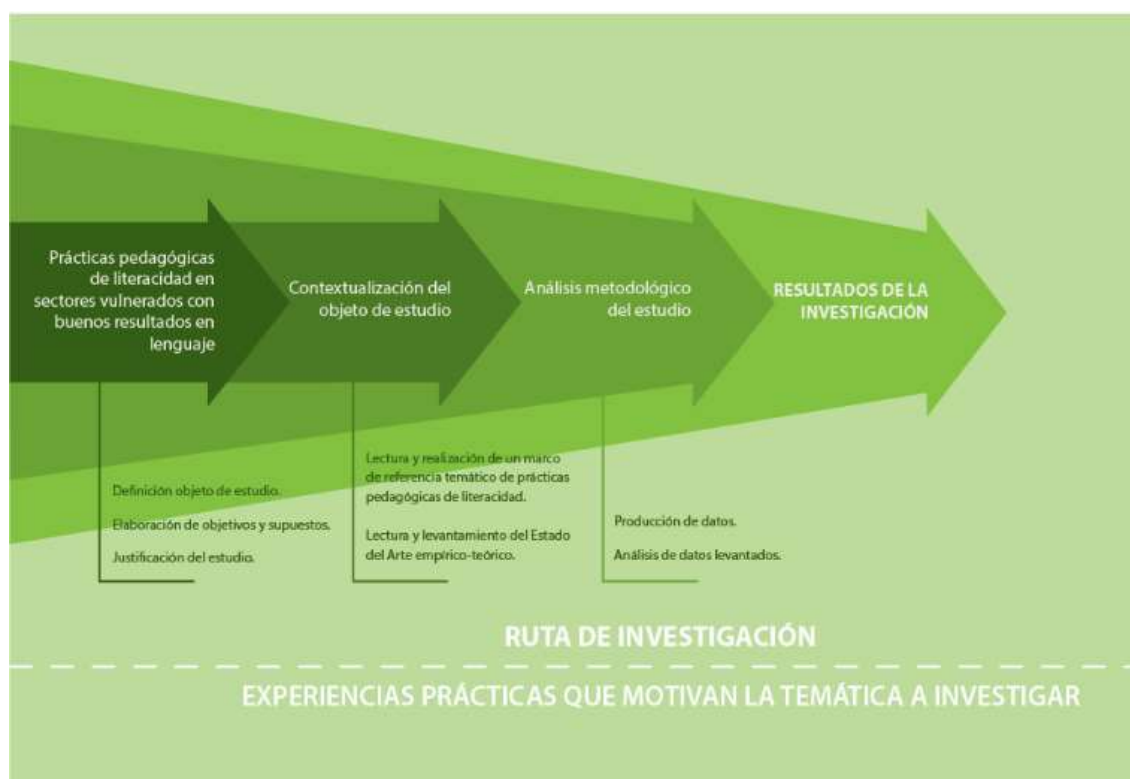 Prácticas pedagógicas
de literacidad en
sectores vulnerados con
buenos resultados en
lenguaje
Contextualización del
objeto de estudio
Análisis metodológico
del estudio
RESULTADOS DE LA
INVESTIGACIÓN
Definición objeto de estudio.
Elaboración de objetivos y supuestos.
Justificación del estudio.
Lectura y realización de un marco
de referencia temático de prácticas
pedagógicas de literacidad.
Lectura y levantamiento del Estado
del Arte empírico-teórico.
Producción de datos.
Análisis de datos levantados.
RUTA DE INVESTIGACIÓN
EXPERIENCIAS PRÁCTICAS QUE MOTIVAN LA TEMÁTICA A INVESTIGAR